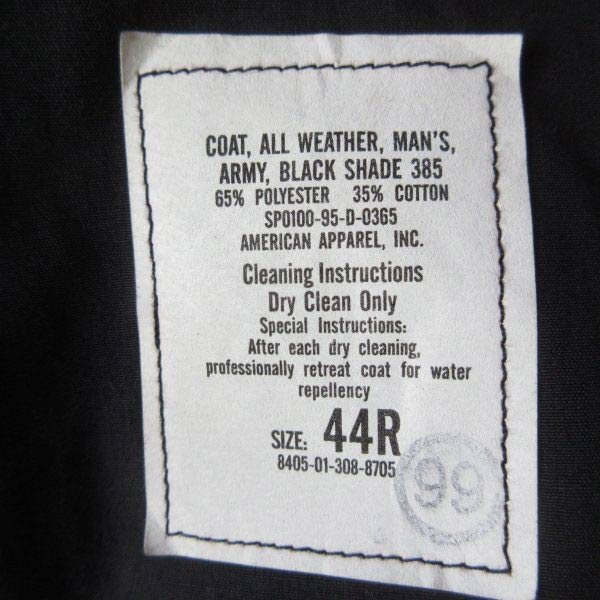 COAT, ALL WEATHER, MAN'S,
ARMY, BLACK SHADE 385
65% POLYESTER 35% COTTON
SP0100-95-D-0365
AMERICAN APPAREL, INC.
Cleaning Instructions
Dry Clean Only
Special Instructions:
After each dry cleaning,
professionally retreat coat for water
repellency
SIZE: 44R
8405-01-308-8705
99